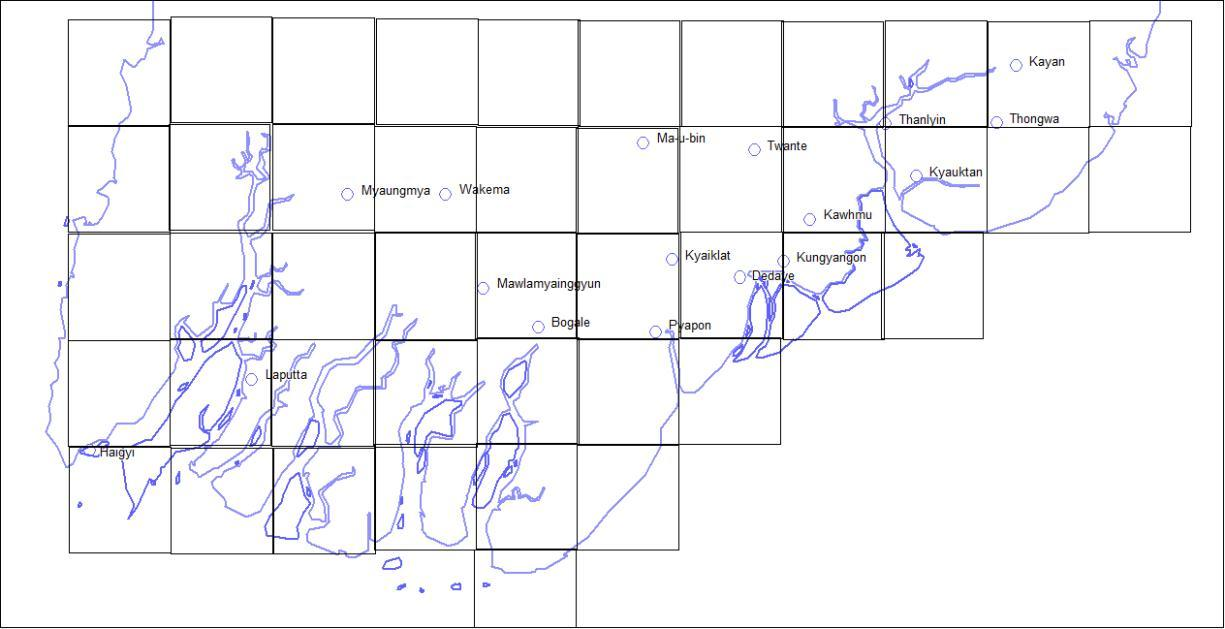 Kayan
Thanlyin
Thongwa
Ma-u-bin
Twante
Kyauktan
Myaungmya
Wakema
Kawhmu
Kyaiklat
Kungyangon
Dedaye
Mawlamyainggyun
Bogale
Pyapon
Laputta
Haigyi